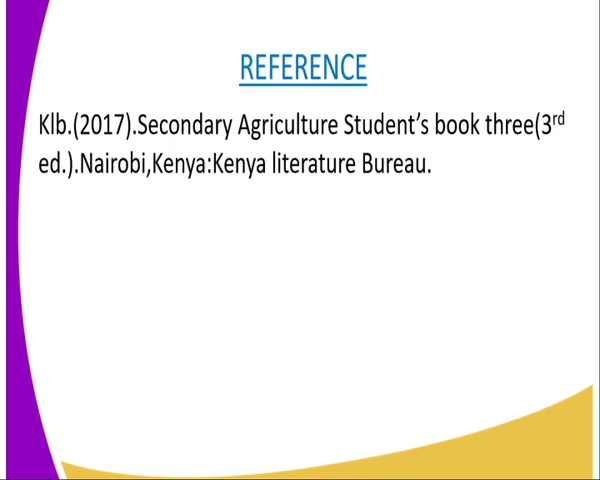 REFERENCE
Klb.(2017).Secondary Agriculture Student’s book three(3rd
ed.).Nairobi,Kenya:Kenya literature Bureau.